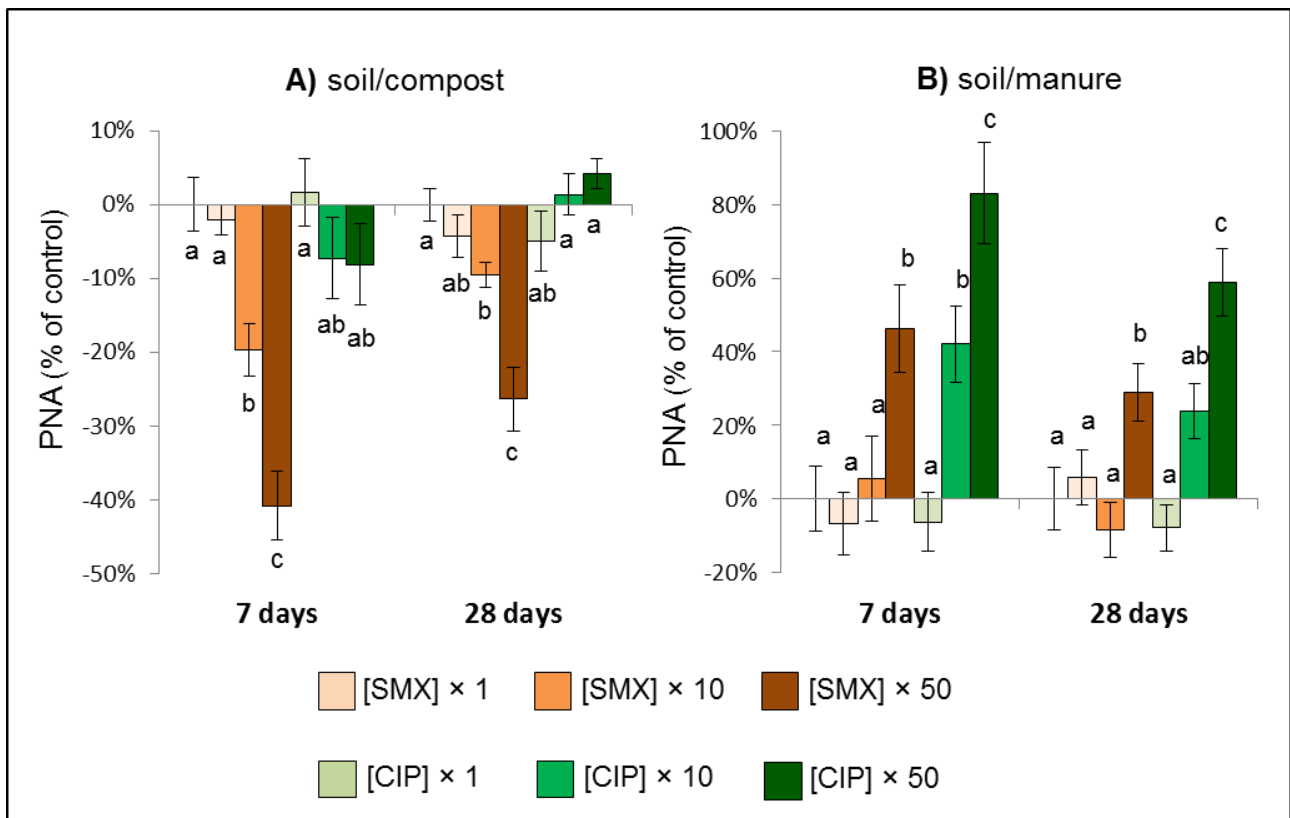 A) soil/compost
PNA (% of control)
10%
0%
-10%
-20%
-30%
-40%
-50%
a
a
b
c
a
ab
ab
a
ab
b
c
ab
a
a
7 days
28 days
B) soil/manure
PNA (% of control)
100%
80%
60%
40%
20%
0%
-20%
a
a
a
b
a
b
c
a
a
a
b
a
ab
c
7 days
28 days
[SMX] × 1
[SMX] × 10
[SMX] × 50
[CIP] × 1
[CIP] × 10
[CIP] × 50